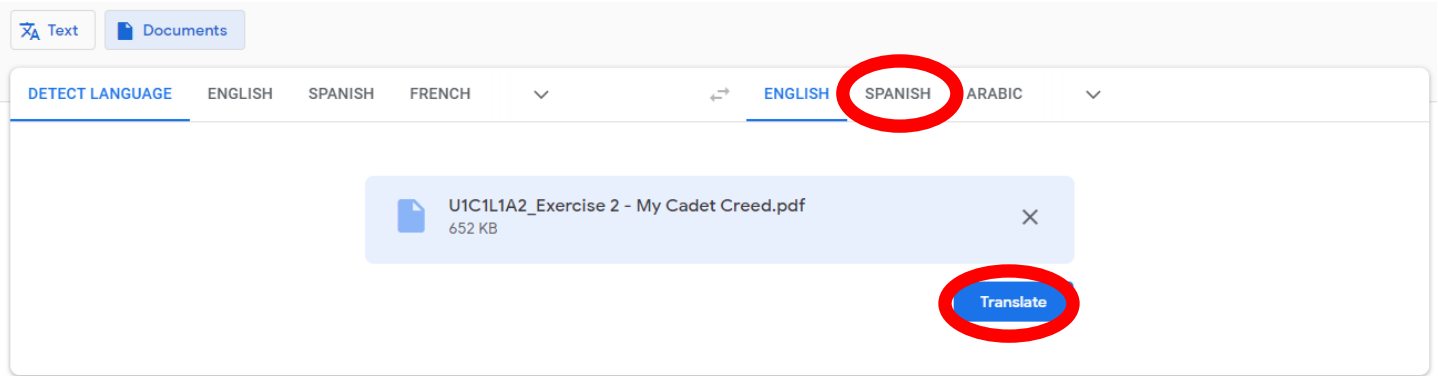 Text Documents
DETECT LANGUAGE ENGLISH SPANISH FRENCH ENGLISH SPANISH ARABIC
U1C1L1A2_Exercise 2 - My Cadet Creed.pdf
652 KB
Translate